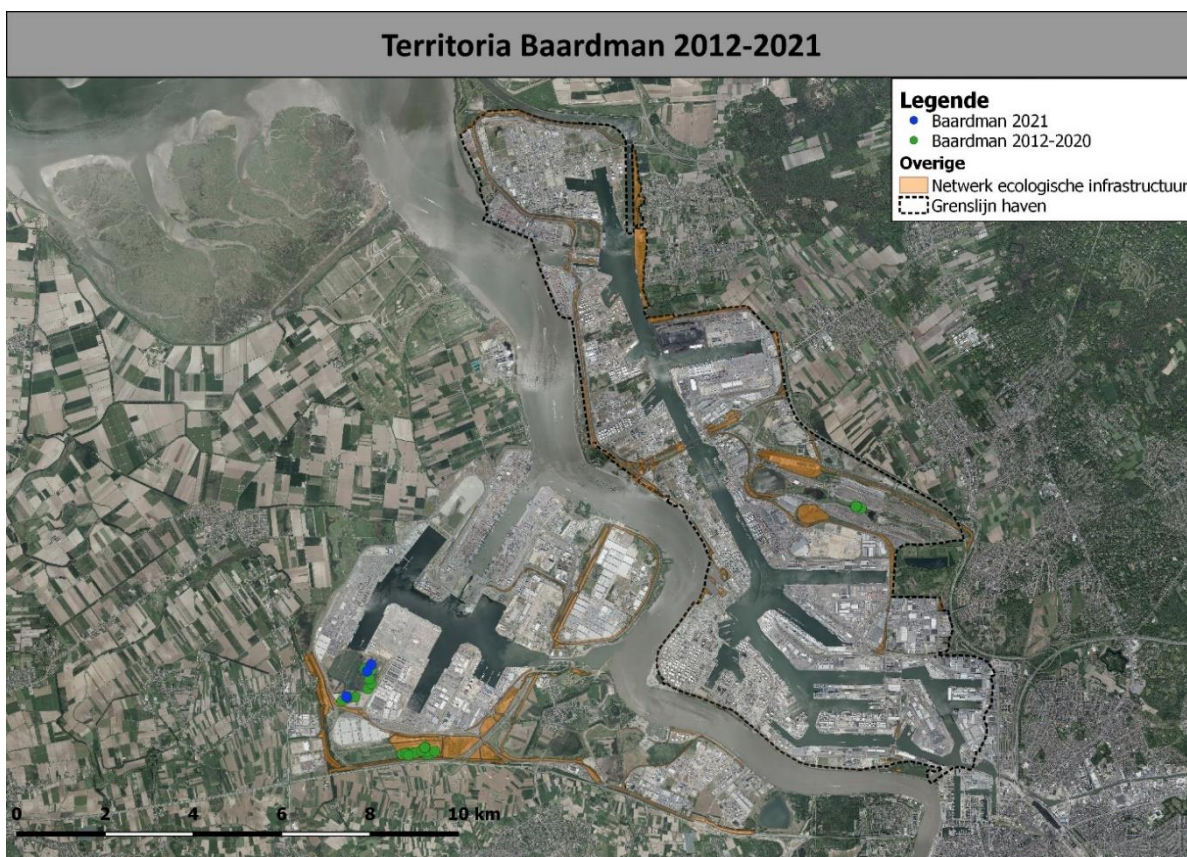 Territoria Baardman 2012-2021
Legende
Baardman 2021
Baardman 2012-2020
Overige
Netwerk ecologische infrastructuur
Grenslijn haven
0 2 4 6 8 10 km